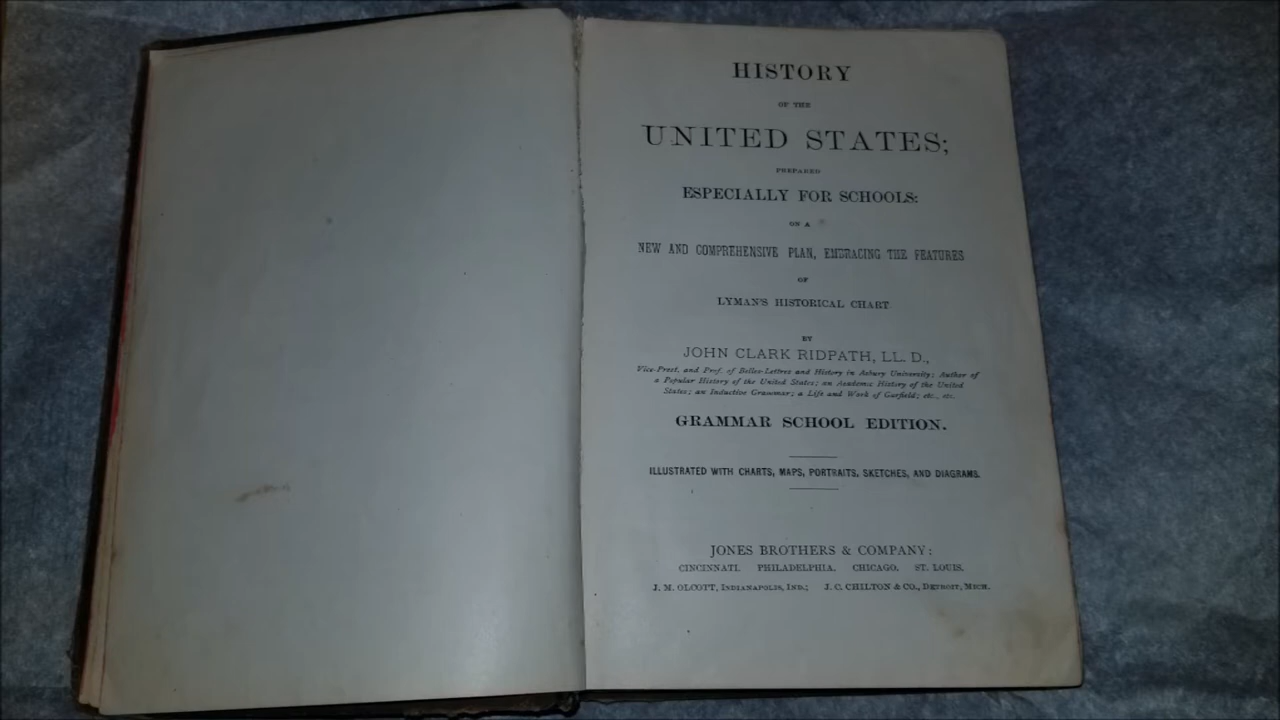 HISTORY
OF THE
UNITED STATES;
PREPARED
ESPECIALLY FOR SCHOOLS:
ON A
NEW AND COMPREHENSIVE PLAN, EMBRACING THE FEATURES
OF
LYMAN'S HISTORICAL CHART.
BY
JOHN CLARK RIDPATH, LL. D.,
Vice-Prest. and Prof. of Belles-Lettres and History in Asbury University; Author of
a Popular History of the United States; an Academic History of the United
States; an Inductive Grammar; a Life and Work of Garfield; etc., etc.
GRAMMAR SCHOOL EDITION.
ILLUSTRATED WITH CHARTS, MAPS, PORTRAITS, SKETCHES, AND DIAGRAMS.
JONES BROTHERS & COMPANY:
CINCINNATI. PHILADELPHIA. CHICAGO. ST. LOUIS.
J. M. OLCOTT, INDIANAPOLIS, IND.; J. C. CHILTON & CO., DETROIT, MICH.